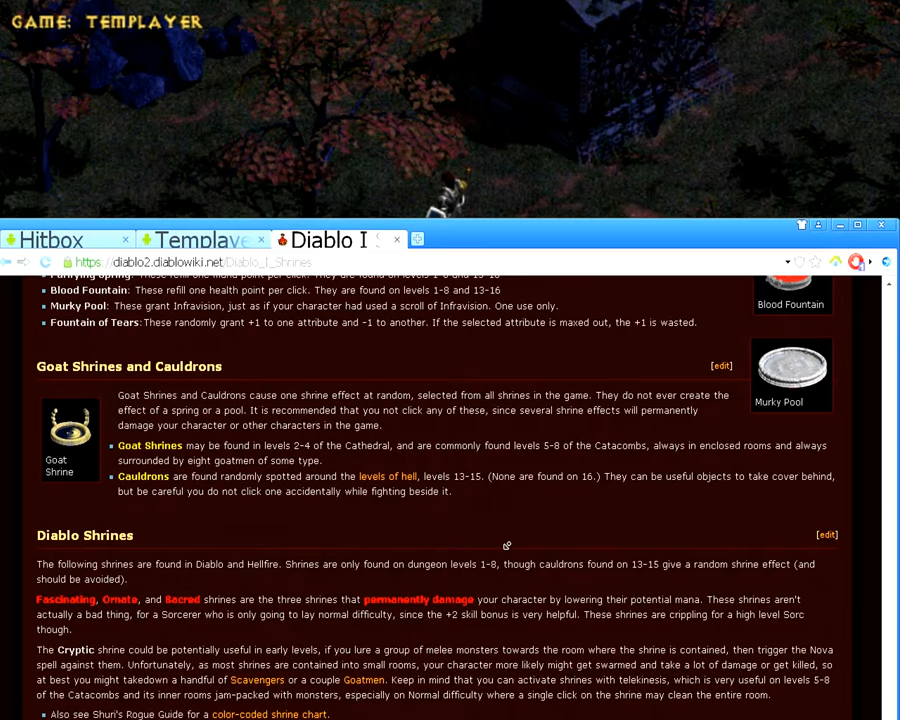 GAME: TEMPLAYER
Hitbox
Templaye
Diablo I S
https://diablo2.diablowiki.net/Diablo_I_Shrines
Purifying Spring: These refill one mana point per click. They are found on levels 1-8 and 13-16
Blood Fountain: These refill one health point per click. They are found on levels 1-8 and 13-16
Murky Pool: These grant Infravision, just as if your character had used a scroll of Infravision. One use only.
Fountain of Tears:These randomly grant +1 to one attribute and -1 to another. If the selected attribute is maxed out, the +1 is wasted.
Blood Fountain
Murky Pool
Goat Shrines and Cauldrons
[edit]
Goat Shrine
Goat Shrines and Cauldrons cause one shrine effect at random, selected from all shrines in the game. They do not ever create the
effect of a spring or a pool. It is recommended that you not click any of these, since several shrine effects will permanently
damage your character or other characters in the game.
Goat Shrines may be found in levels 2-4 of the Cathedral, and are commonly found levels 5-8 of the Catacombs, always in enclosed rooms and always
surrounded by eight goatmen of some type.
Cauldrons are found randomly spotted around the levels of hell, levels 13-15. (None are found on 16.) They can be useful objects to take cover behind,
but be careful you do not click one accidentally while fighting beside it.
Diablo Shrines
[edit]
The following shrines are found in Diablo and Hellfire. Shrines are only found on dungeon levels 1-8, though cauldrons found on 13-15 give a random shrine effect (and
should be avoided).
Fascinating, Ornate, and Sacred shrines are the three shrines that permanently damage your character by lowering their potential mana. These shrines aren't
actually a bad thing, for a Sorcerer who is only going to lay normal difficulty, since the +2 skill bonus is very helpful. These shrines are crippling for a high level Sorc
though.
The Cryptic shrine could be potentially useful in early levels, if you lure a group of melee monsters towards the room where the shrine is contained, then trigger the Nova
spell against them. Unfortunately, as most shrines are contained into small rooms, your character more likely might get swarmed and take a lot of damage or get killed, so
at best you might takedown a handful of Scavengers or a couple Goatmen. Keep in mind that you can activate shrines with telekinesis, which is very useful on levels 5-8
of the Catacombs and its inner rooms jam-packed with monsters, especially on Normal difficulty where a single click on the shrine may clean the entire room.
Also see Shuri's Rogue Guide for a color-coded shrine chart.